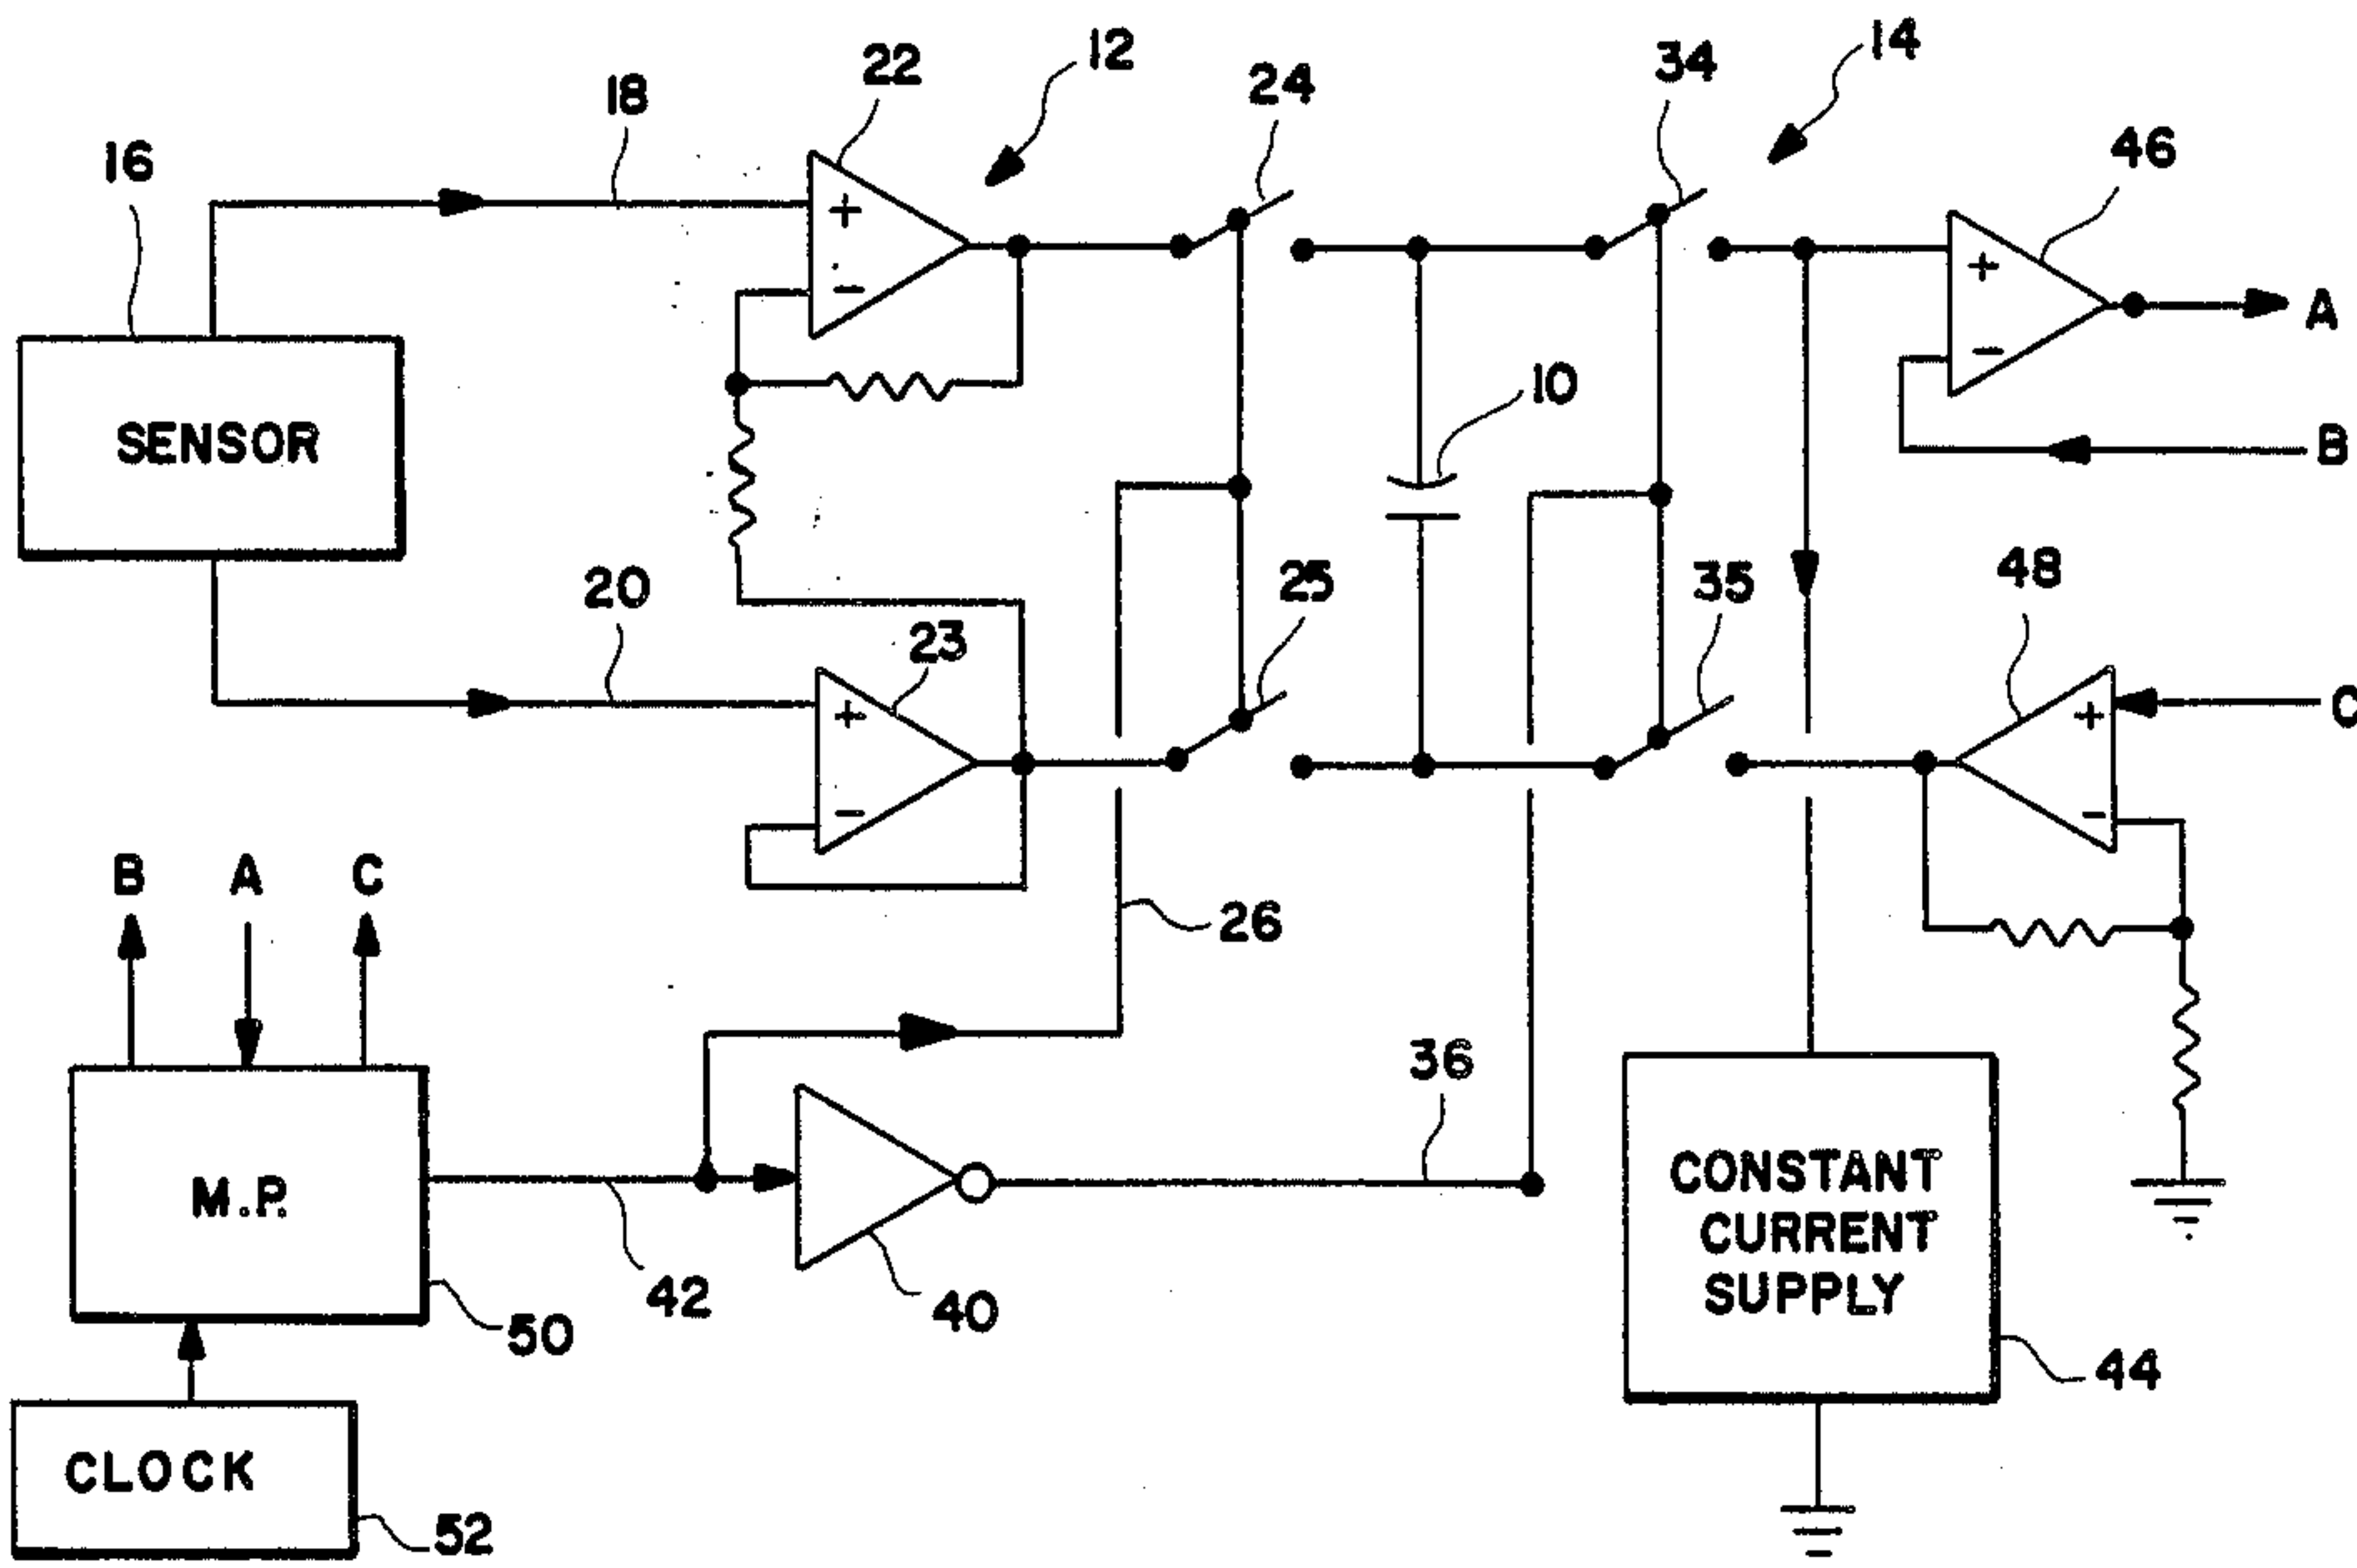 12
14
22
34
24
18
46
16
+
-
+
-
A
10
B
SENSOR
48
20
25
35
23
+
-
+
-
C
B A C
26
36
M.P.
CONSTANT
CURRENT
SUPPLY
42
40
50
44
CLOCK
52